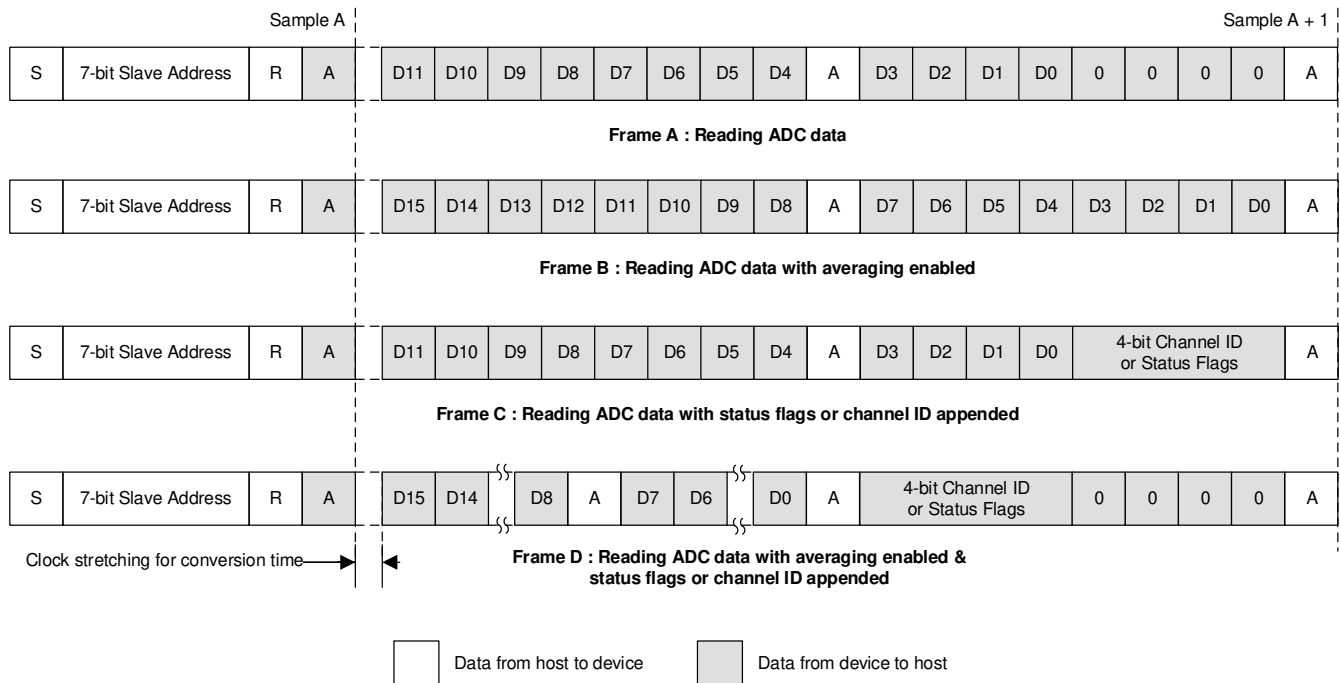 Sample A Sample A + 1
S 7-bit Slave Address R A D11 D10 D9 D8 D7 D6 D5 D4 A D3 D2 D1 D0 0 0 0 0 A
Frame A : Reading ADC data
S 7-bit Slave Address R A D15 D14 D13 D12 D11 D10 D9 D8 A D7 D6 D5 D4 D3 D2 D1 D0 A
Frame B : Reading ADC data with averaging enabled
S 7-bit Slave Address R A D11 D10 D9 D8 D7 D6 D5 D4 A D3 D2 D1 D0 4-bit Channel ID
or Status Flags A
Frame C : Reading ADC data with status flags or channel ID appended
S 7-bit Slave Address R A D15 D14 D8 A D7 D6 D0 A 4-bit Channel ID
or Status Flags 0 0 0 0 A
Clock stretching for conversion time
Frame D : Reading ADC data with averaging enabled &
status flags or channel ID appended
Data from host to device Data from device to host